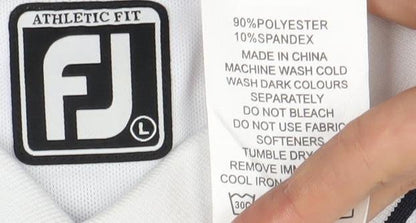 ATHLETIC FIT
FJ
L
90%POLYESTER
10%SPANDEX
MADE IN CHINA
MACHINE WASH COLD
WASH DARK COLOURS
SEPARATELY
DO NOT BLEACH
DO NOT USE FABRIC
SOFTENERS
TUMBLE DRY
REMOVE
COOL IRON
30C